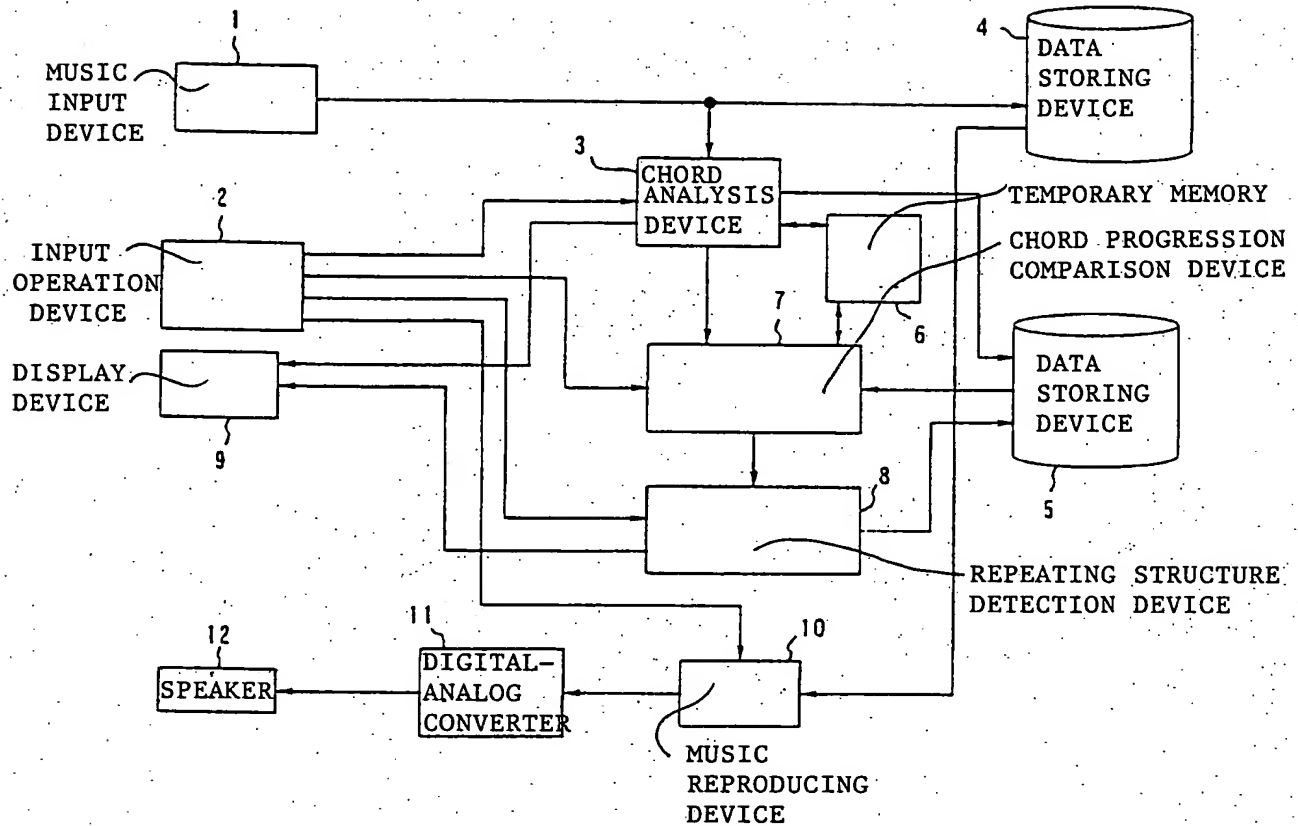 1
MUSIC
INPUT
DEVICE
4
DATA
STORING
DEVICE
3
CHORD
ANALYSIS
DEVICE
TEMPORARY MEMORY
2
INPUT
OPERATION
DEVICE
CHORD PROGRESSION
COMPARISON DEVICE
6
7
DISPLAY
DEVICE
9
DATA
STORING
DEVICE
5
8
REPEATING STRUCTURE
DETECTION DEVICE
12
SPEAKER
11
DIGITAL-
ANALOG
CONVERTER
10
MUSIC
REPRODUCING
DEVICE